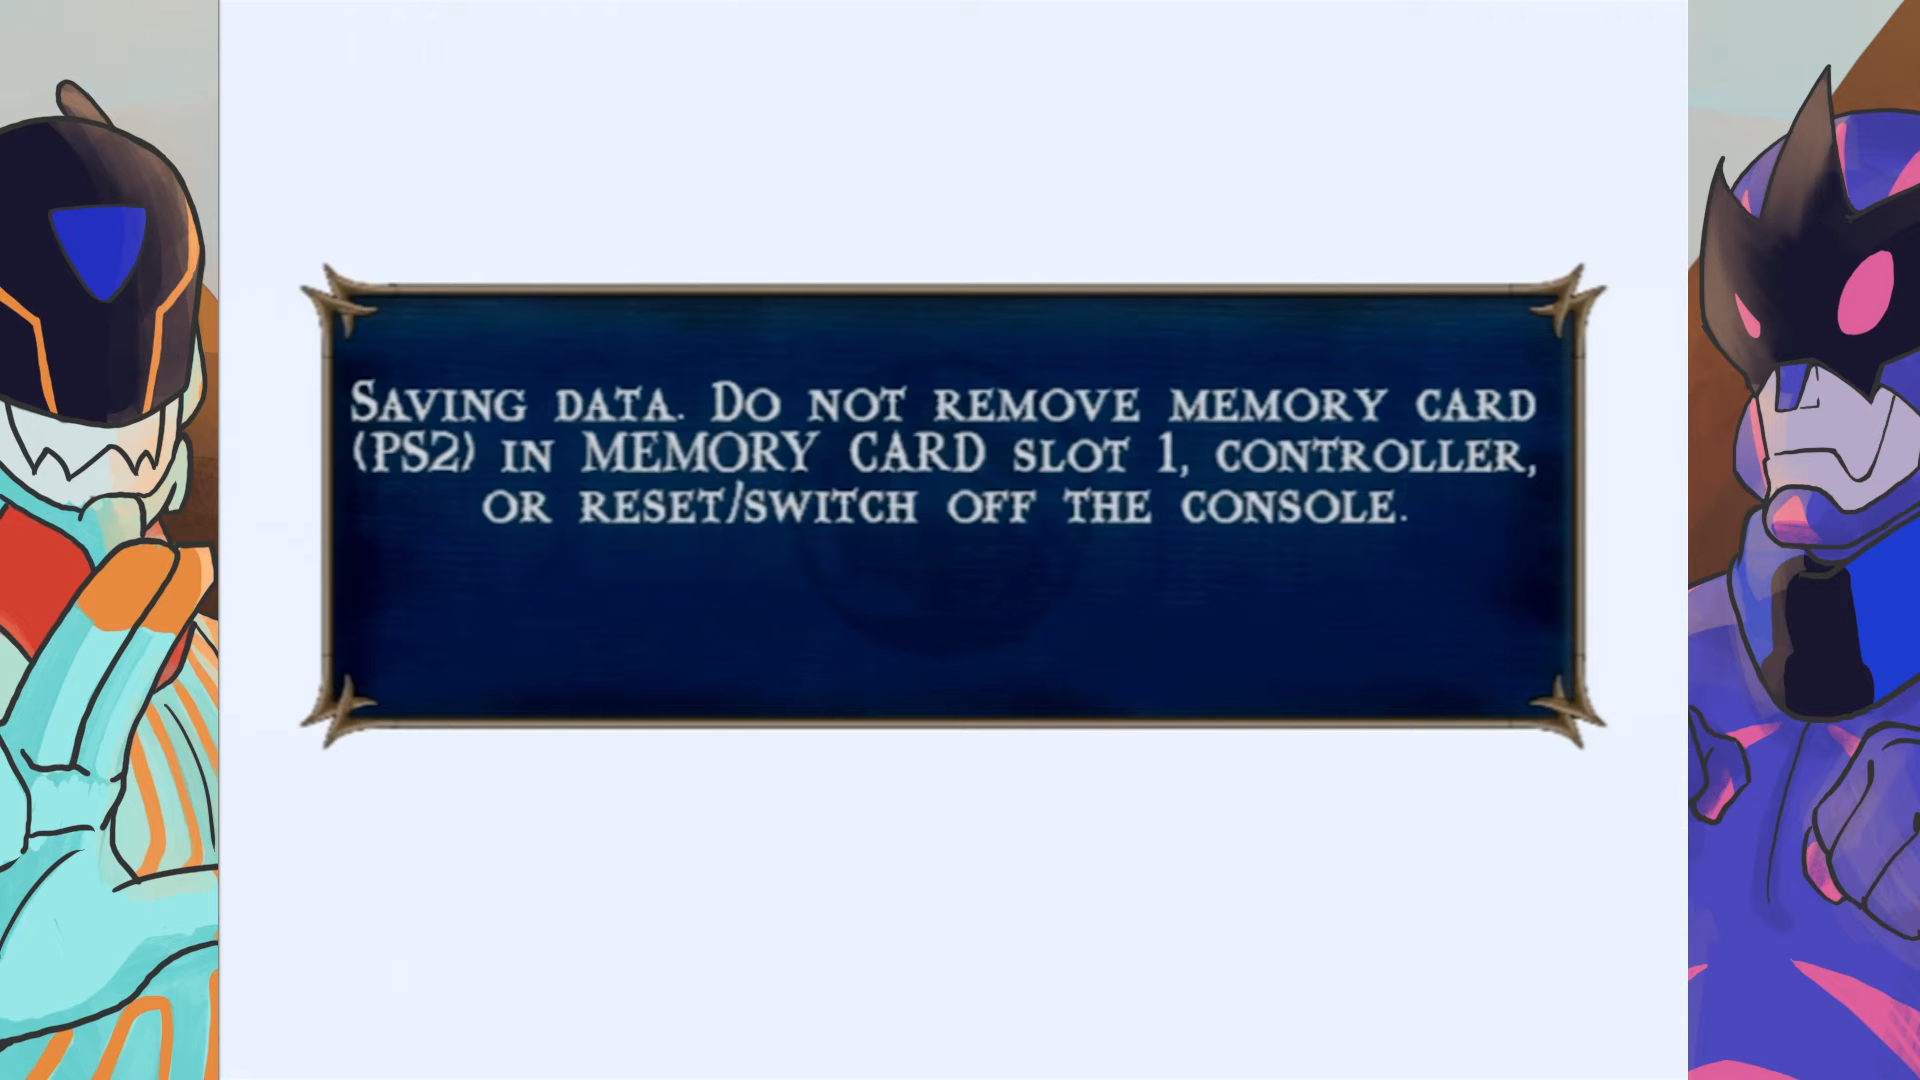 Saving data. Do not remove memory card
(PS2) in MEMORY CARD slot 1, controller,
or reset/switch off the console.